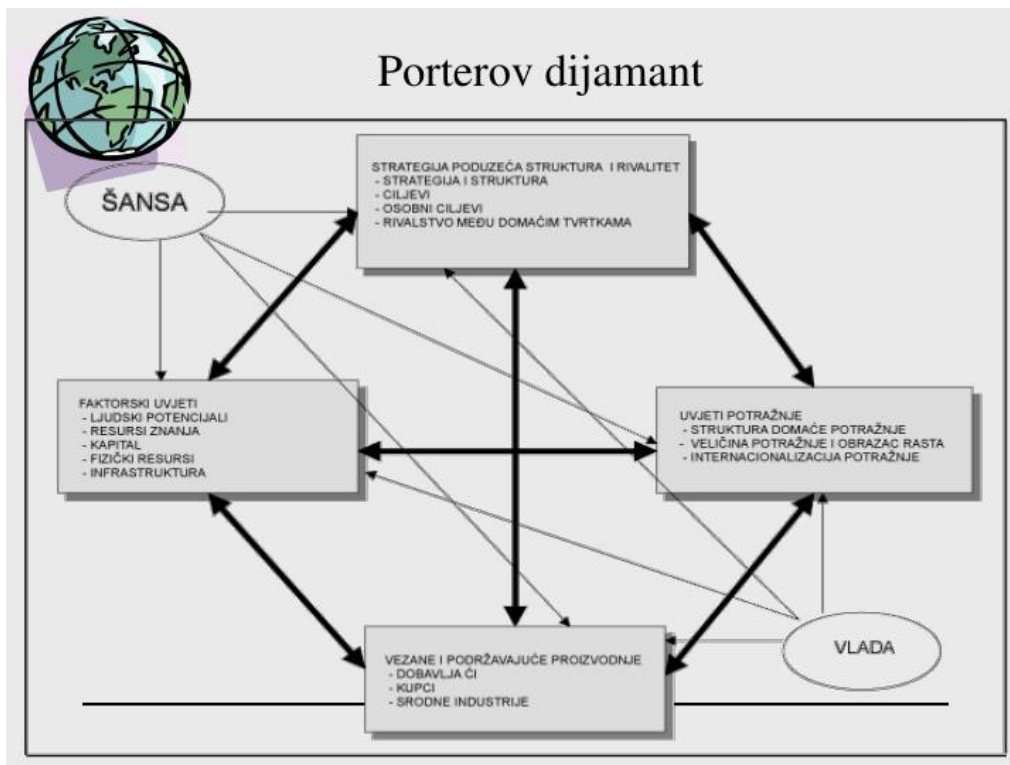 Porterov dijamant
ŠANSA
STRATEGIJA PODUZEĆA STRUKTURA I RIVALITET
- STRATEGIJA I STRUKTURA
- CILJEVI
- OSOBNI CILJEVI
- RIVALSTVO MEĐU DOMAĆIM TVRTKAMA
FAKTORSKI UVJETI
- LJUDSKI POTENCIJALI
- RESURSI ZNANJA
- KAPITAL
- FIZIČKI RESURSI
- INFRASTRUKTURA
UVJETI POTRAŽNJE
- STRUKTURA DOMAĆE POTRAŽNJE
- VELIČINA POTRAŽNJE I OBRAZAC RASTA
- INTERNACIONALIZACIJA POTRAŽNJE
VEZANE I PODRŽAVAJUČE PROIZVODNJE
- DOBAVLJA ĆI
- KUPCI
- SRODNE INDUSTRIJE
VLADA